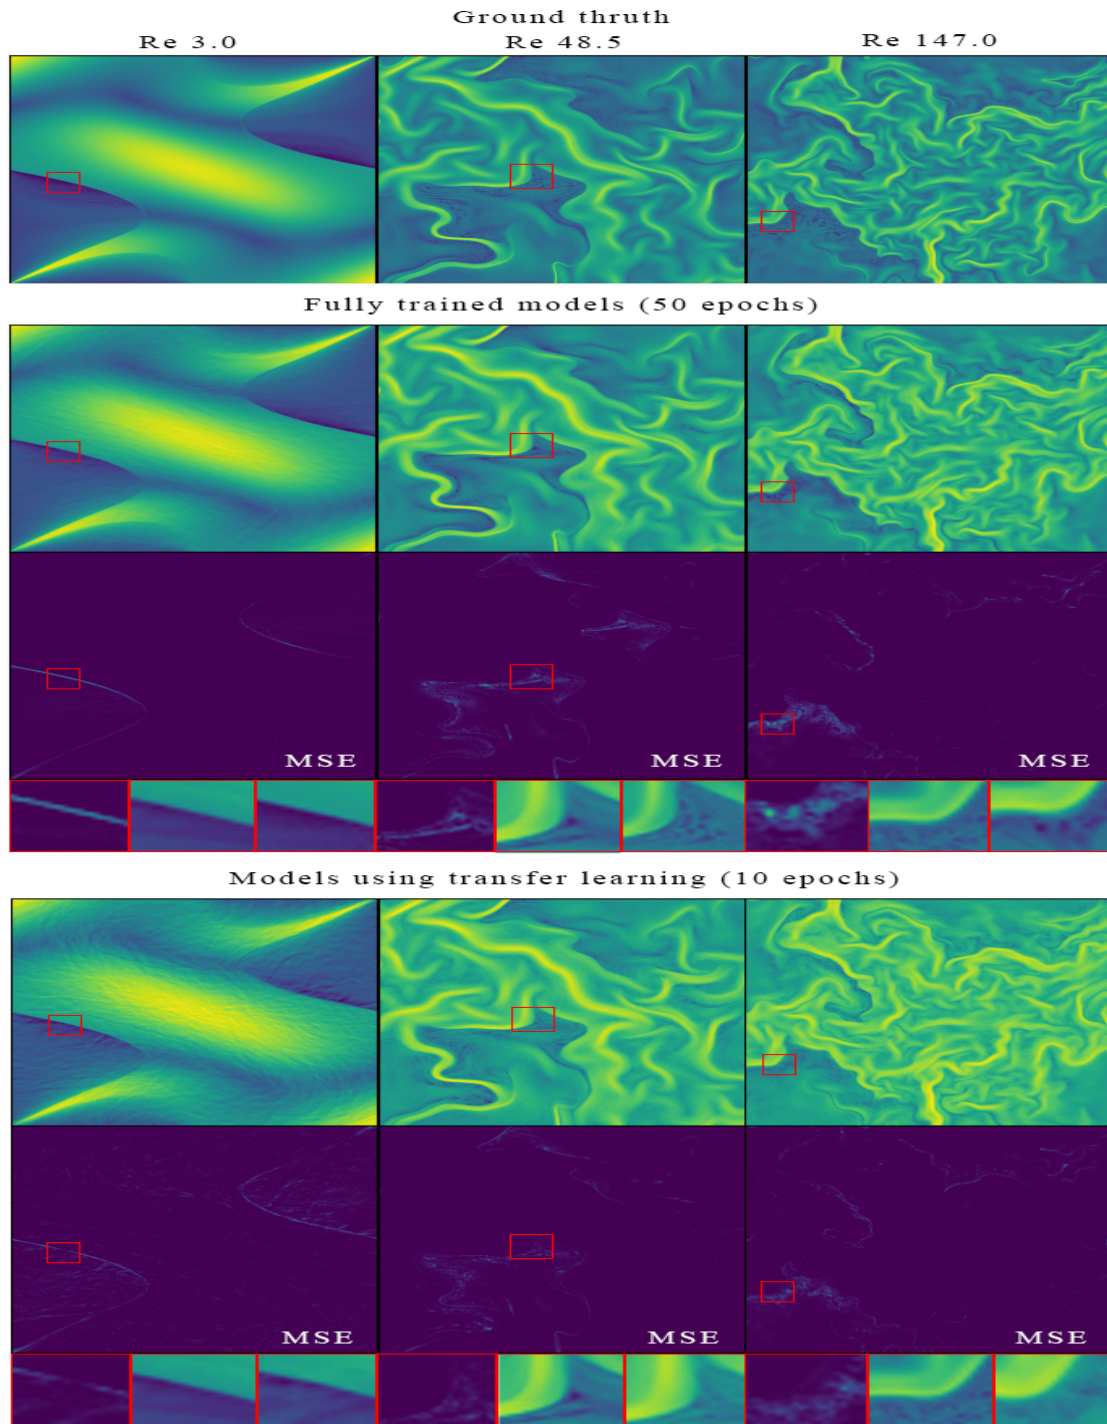 Ground thruth
Re 3.0 Re 48.5 Re 147.0
Fully trained models (50 epochs)
MSE MSE MSE
Models using transfer learning (10 epochs)
MSE MSE MSE